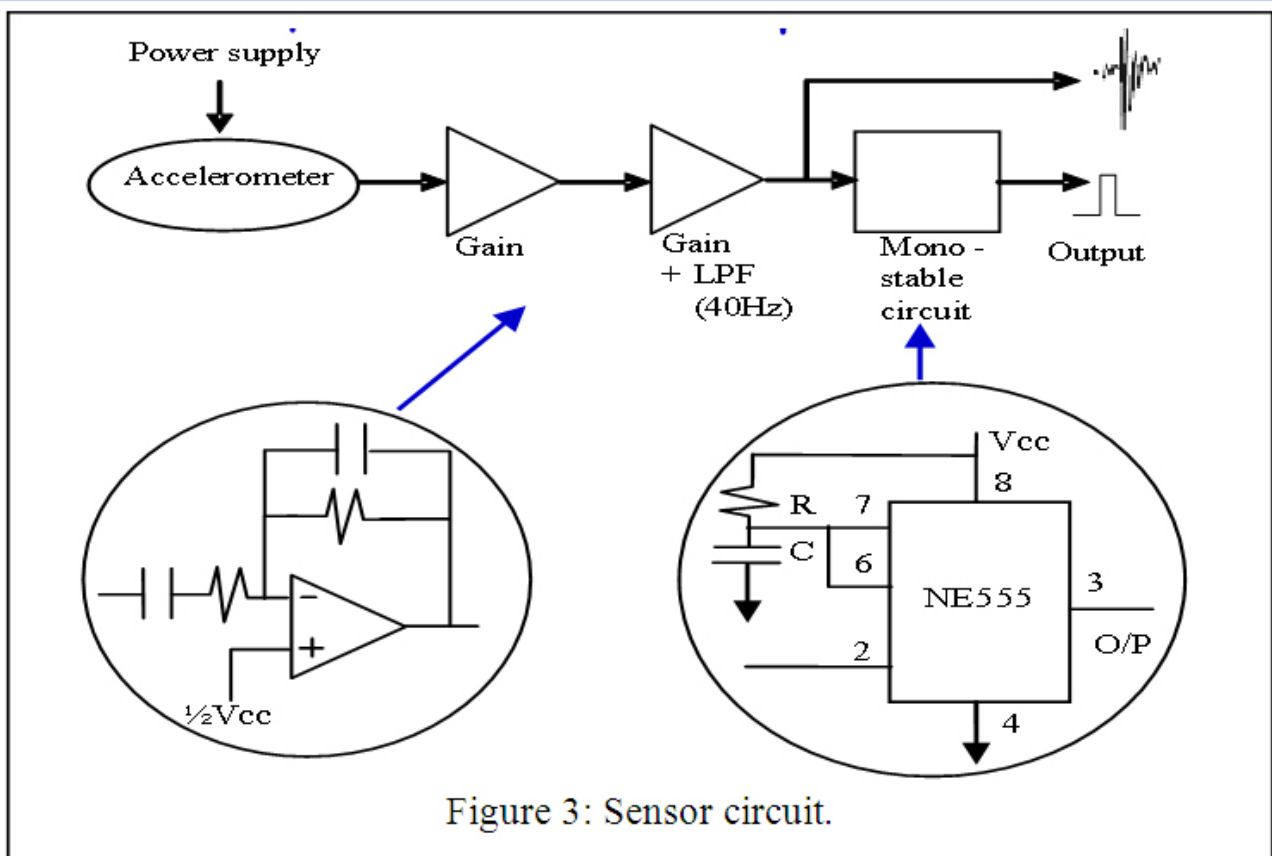 Power supply
Accelerometer
Gain
Gain
+ LPF
(40Hz)
Mono -
stable
circuit
Output
−
+
½Vcc
Vcc
8
R
7
C
6
NE555
3
O/P
2
4
Figure 3: Sensor circuit.